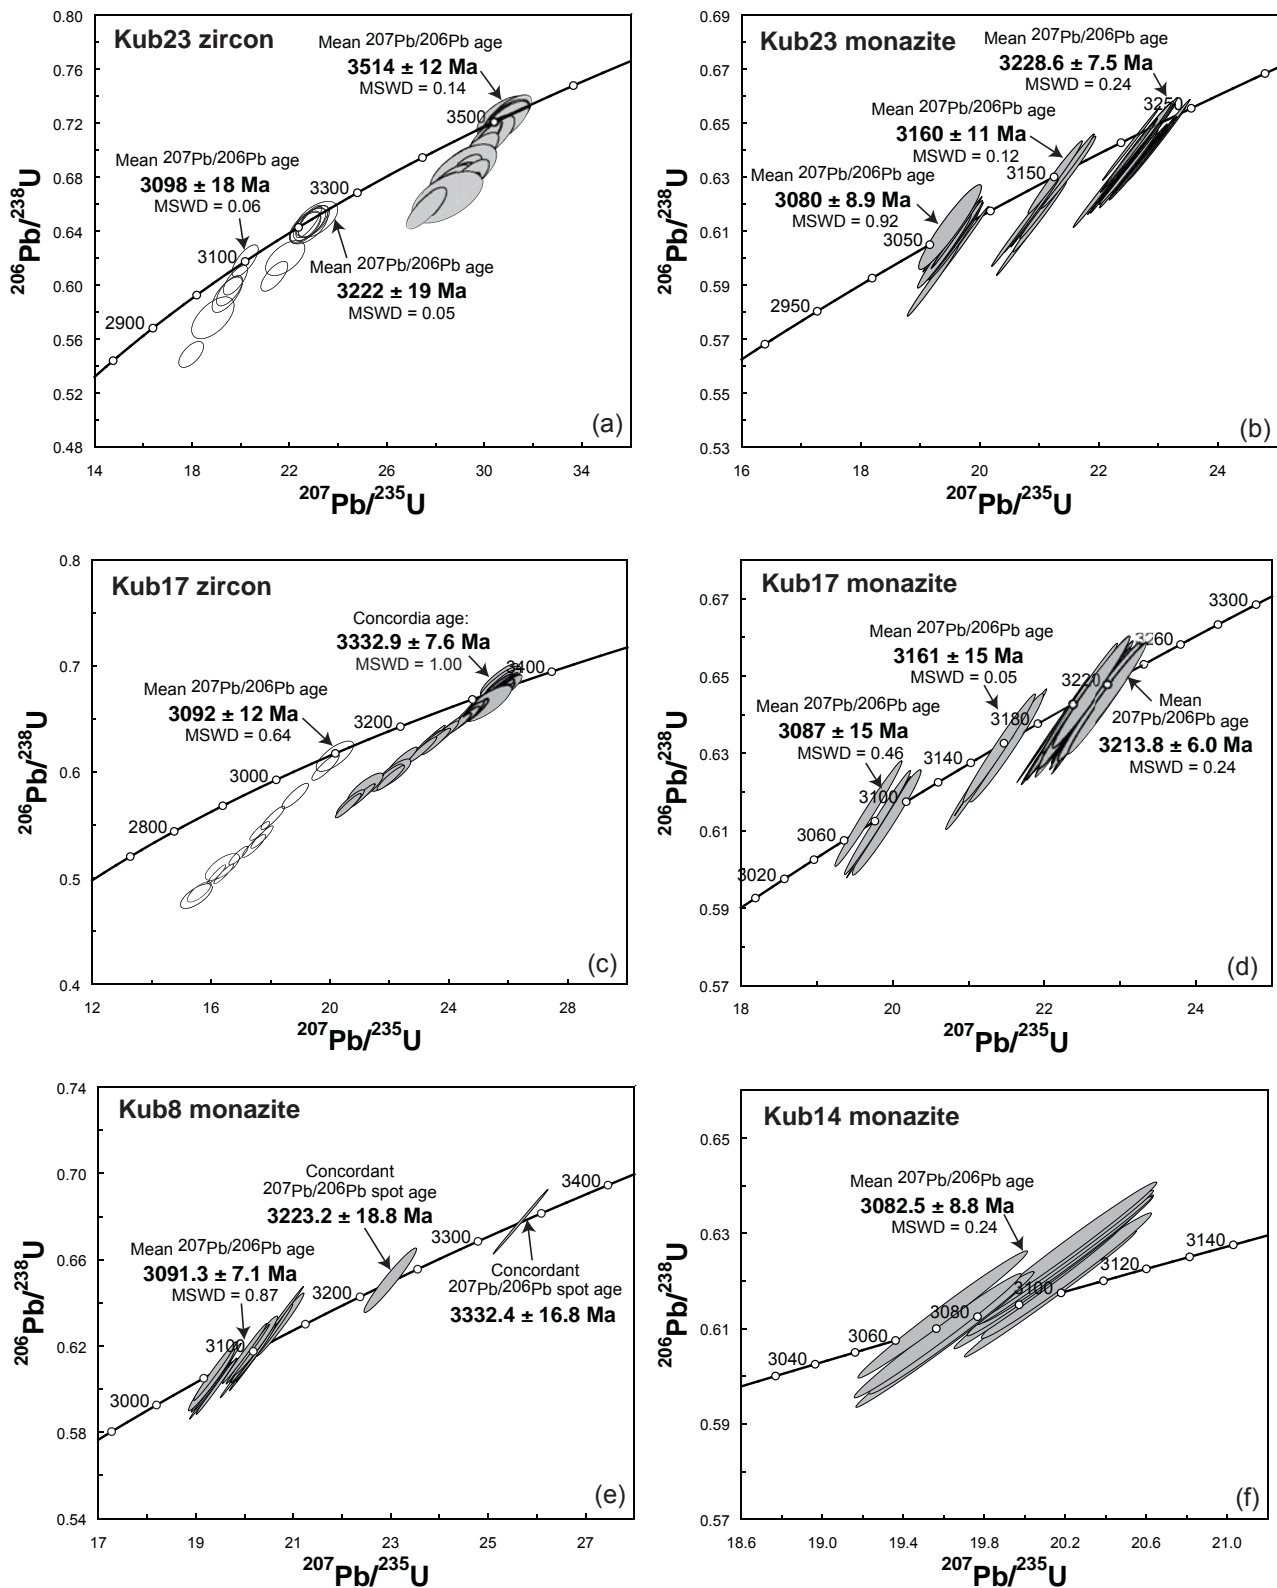 Kub23 zircon
Mean 207Pb/206Pb age
3514 ± 12 Ma
MSWD = 0.14
Mean 207Pb/206Pb age
3098 ± 18 Ma
MSWD = 0.06
Mean 207Pb/206Pb age
3222 ± 19 Ma
MSWD = 0.05
3500
3300
3100
2900
0.80
0.76
0.72
0.68
0.64
0.60
0.56
0.52
0.48
206Pb/238U
14 18 22 26 30 34
207Pb/235U
(a)
Kub23 monazite
Mean 207Pb/206Pb age
3228.6 ± 7.5 Ma
MSWD = 0.24
Mean 207Pb/206Pb age
3160 ± 11 Ma
MSWD = 0.12
Mean 207Pb/206Pb age
3080 ± 8.9 Ma
MSWD = 0.92
3250
3150
3050
2950
0.69
0.67
0.65
0.63
0.61
0.59
0.57
0.55
0.53
206Pb/238U
16 18 20 22 24
207Pb/235U
(b)
Kub17 zircon
Concordia age:
3332.9 ± 7.6 Ma
MSWD = 1.00
Mean 207Pb/206Pb age
3092 ± 12 Ma
MSWD = 0.64
3400
3200
3000
2800
0.8
0.7
0.6
0.5
0.4
206Pb/238U
12 16 20 24 28
207Pb/235U
(c)
Kub17 monazite
Mean 207Pb/206Pb age
3161 ± 15 Ma
MSWD = 0.05
Mean 207Pb/206Pb age
3087 ± 15 Ma
MSWD = 0.46
Mean
207Pb/206Pb age
3213.8 ± 6.0 Ma
MSWD = 0.24
3300
3260
3220
3180
3140
3100
3060
3020
0.67
0.65
0.63
0.61
0.59
0.57
206Pb/238U
18 20 22 24
207Pb/235U
(d)
Kub8 monazite
Concordant
207Pb/206Pb spot age
3223.2 ± 18.8 Ma
Mean 207Pb/206Pb age
3091.3 ± 7.1 Ma
MSWD = 0.87
Concordant
207Pb/206Pb spot age
3332.4 ± 16.8 Ma
3400
3300
3200
3100
3000
0.74
0.70
0.66
0.62
0.58
0.54
206Pb/238U
17 19 21 23 25 27
207Pb/235U
(e)
Kub14 monazite
Mean 207Pb/206Pb age
3082.5 ± 8.8 Ma
MSWD = 0.24
3140
3120
3100
3080
3060
3040
0.65
0.63
0.61
0.59
0.57
206Pb/238U
18.6 19.0 19.4 19.8 20.2 20.6 21.0
207Pb/235U
(f)